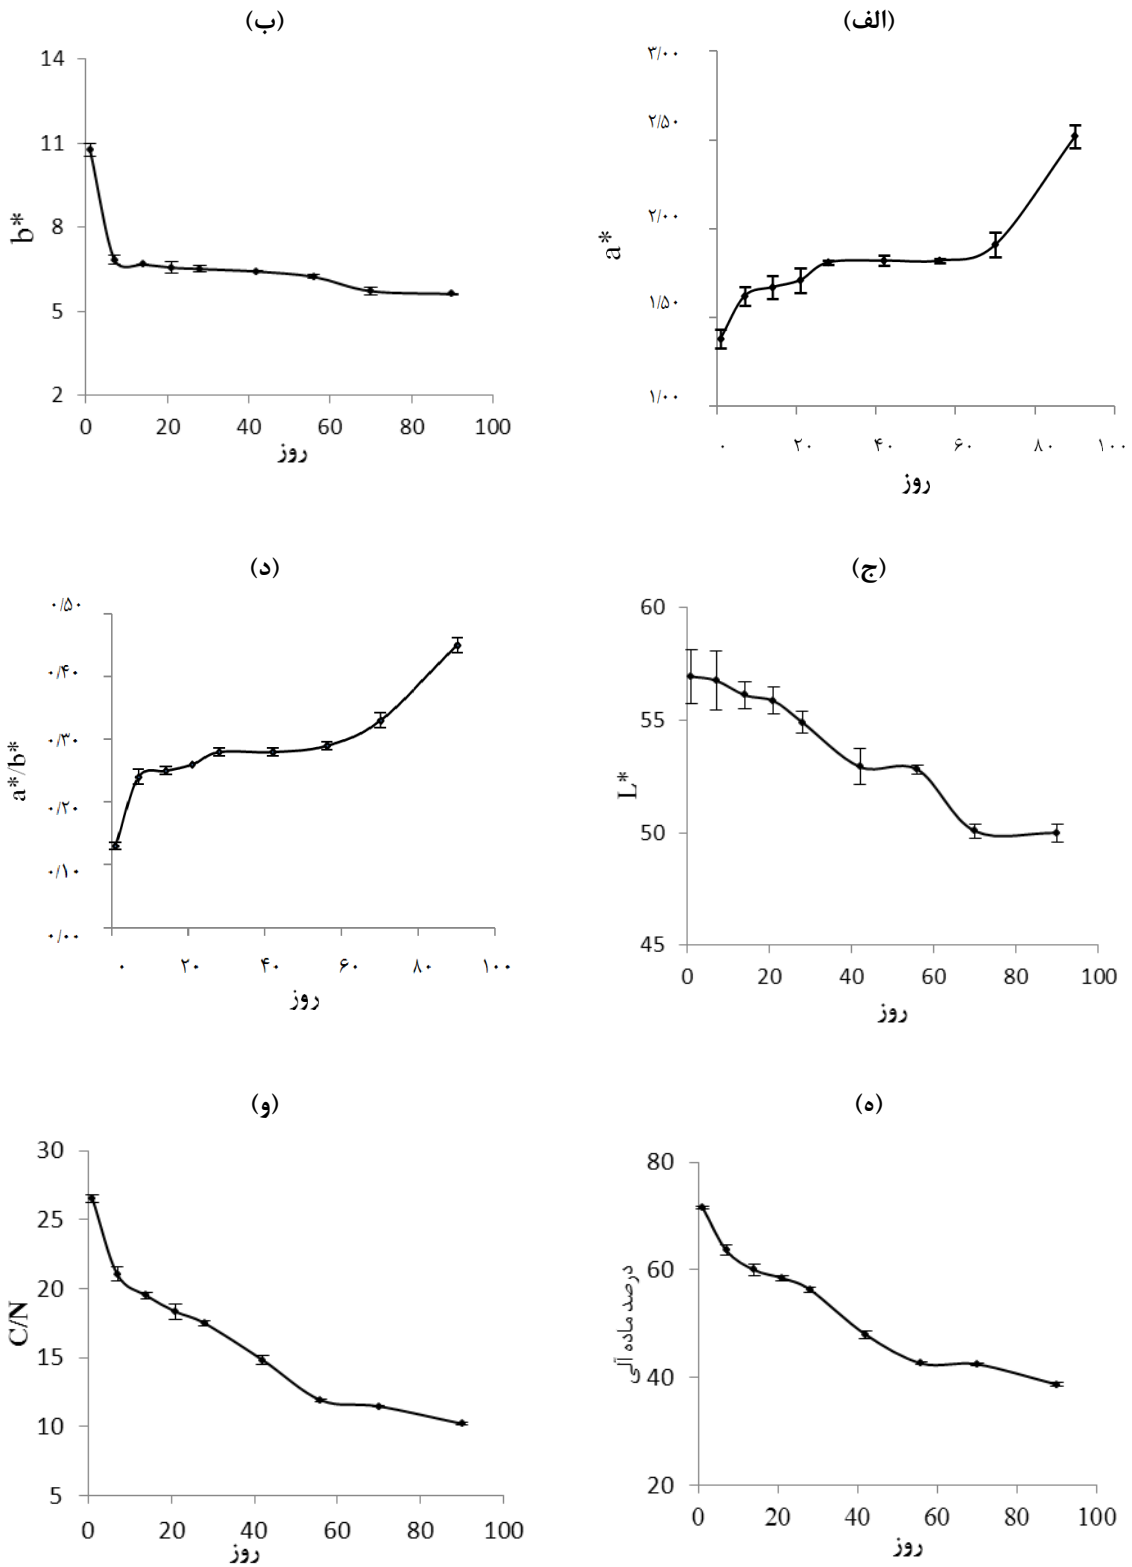 (الف)
۳/۰۰
۲/۵۰
۲/۰۰
۱/۵۰
۱/۰۰
a*
۰ ۲۰ ۴۰ ۶۰ ۸۰ ۱۰۰
روز
(ب)
14
11
8
5
2
b*
0 20 40 60 80 100
روز
(ج)
60
55
50
45
L*
0 20 40 60 80 100
روز
(د)
۰/۵۰
۰/۴۰
۰/۳۰
۰/۲۰
۰/۱۰
۰/۰۰
a*/b*
۰ ۲۰ ۴۰ ۶۰ ۸۰ ۱۰۰
روز
(ه)
80
60
40
20
درصد ماده آلی
0 20 40 60 80 100
روز
(و)
30
25
20
15
10
5
C/N
0 20 40 60 80 100
روز